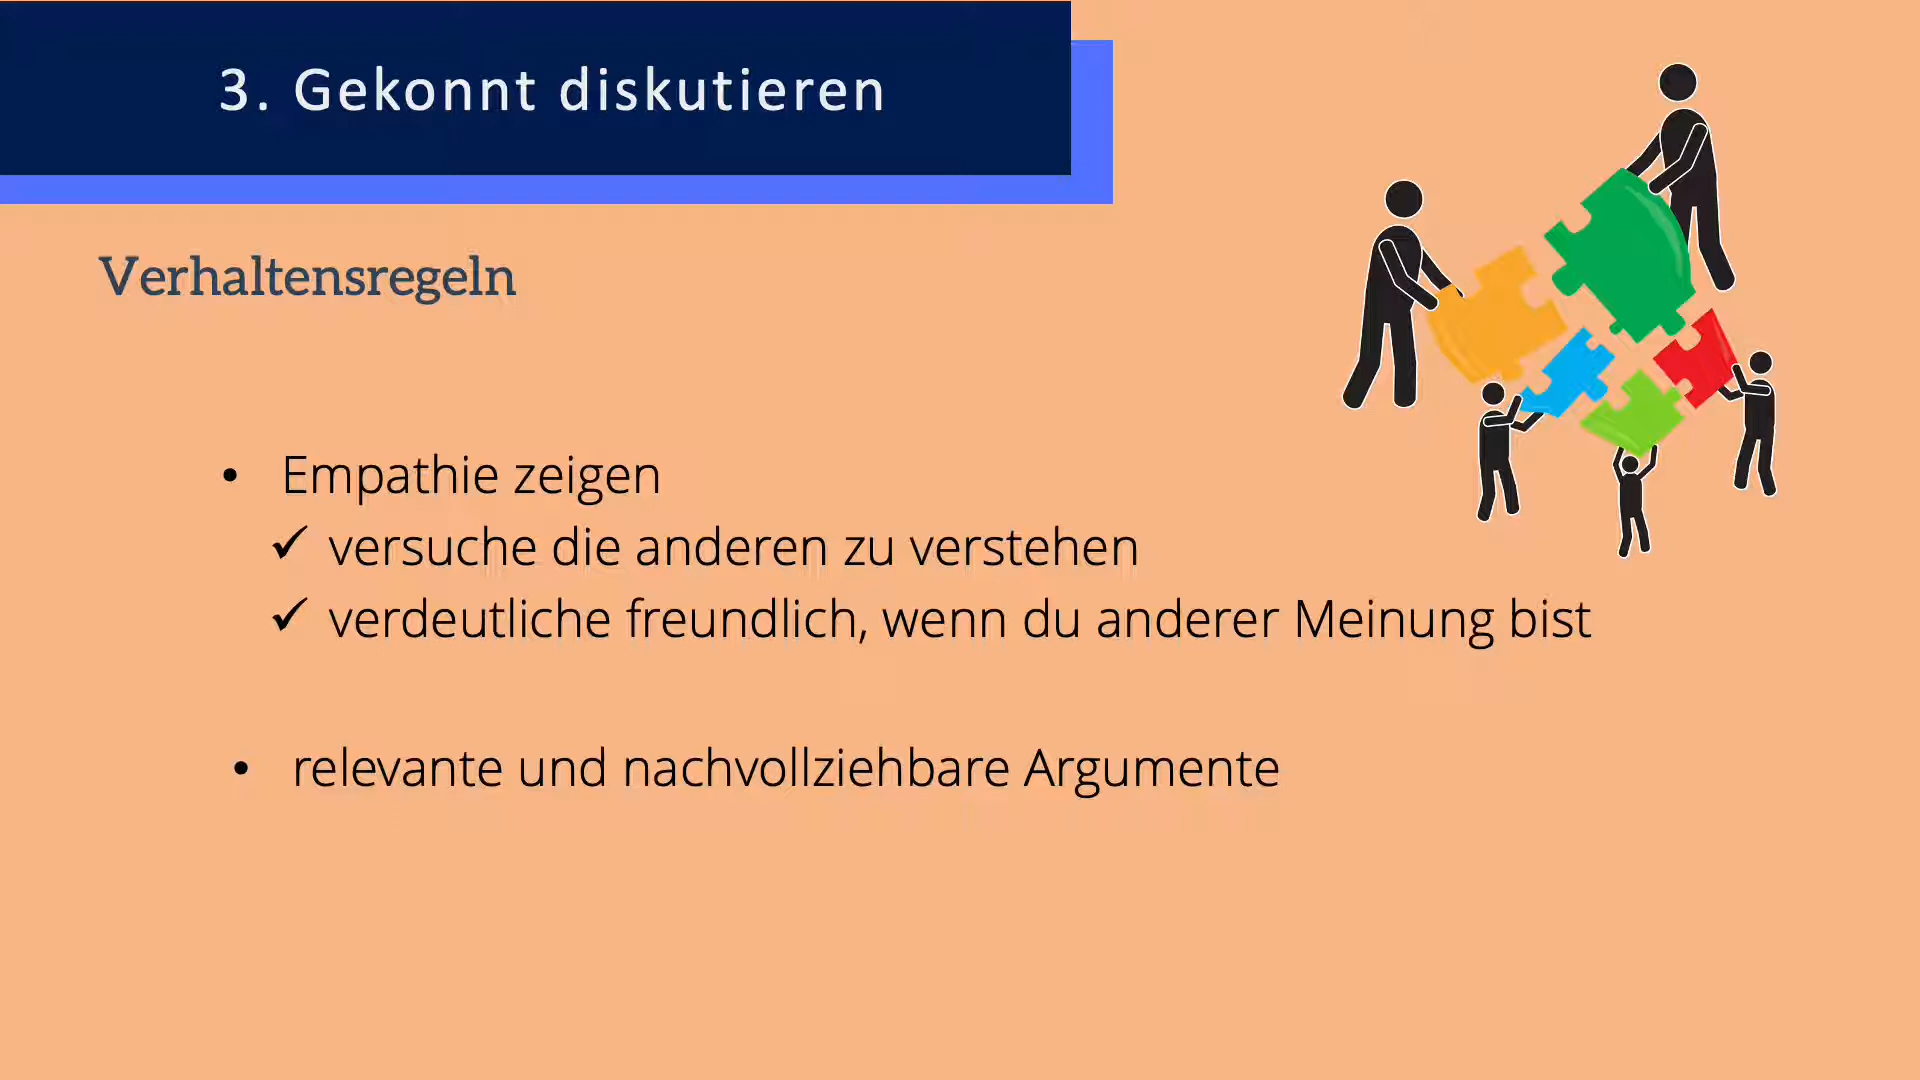 3. Gekonnt diskutieren
Verhaltensregeln
• Empathie zeigen
✓ versuche die anderen zu verstehen
✓ verdeutliche freundlich, wenn du anderer Meinung bist
• relevante und nachvollziehbare Argumente